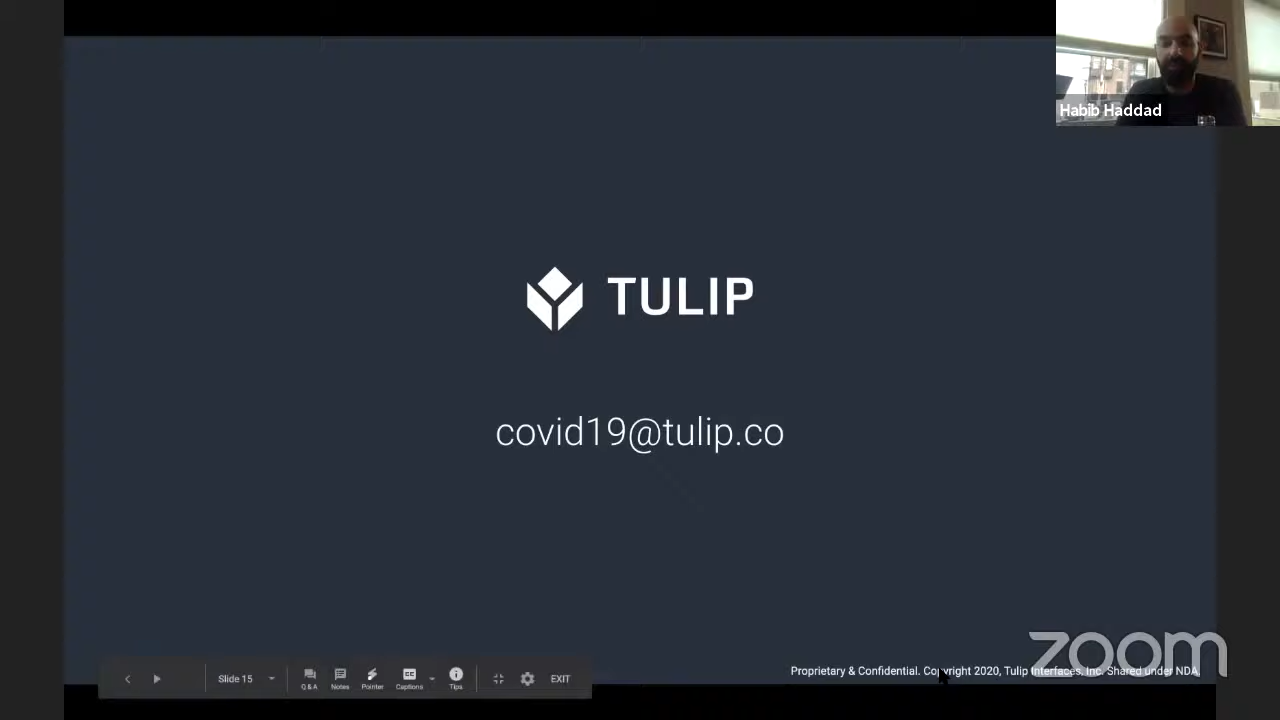 Habib Haddad
TULIP
covid19@tulip.co
Proprietary & Confidential. Copyright 2020, Tulip Interfaces, Inc. Shared under NDA
zoom
Slide 15
Q & A
Notes
Pointer
CC
Captions
Tips
EXIT